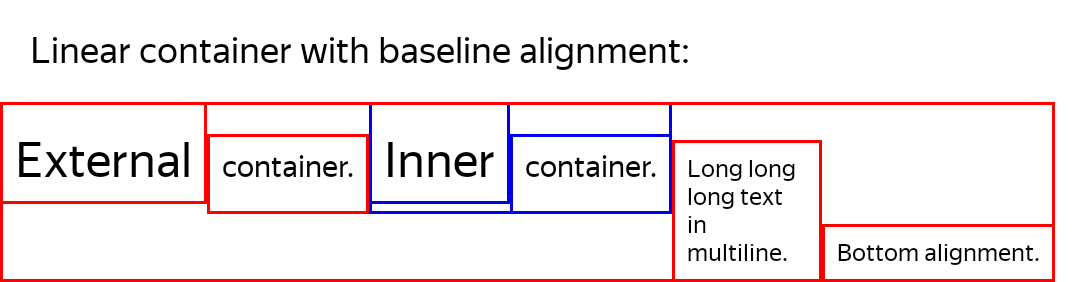 Linear container with baseline alignment:
External container. Inner container.
Long long
long text
in
multiline.
Bottom alignment.